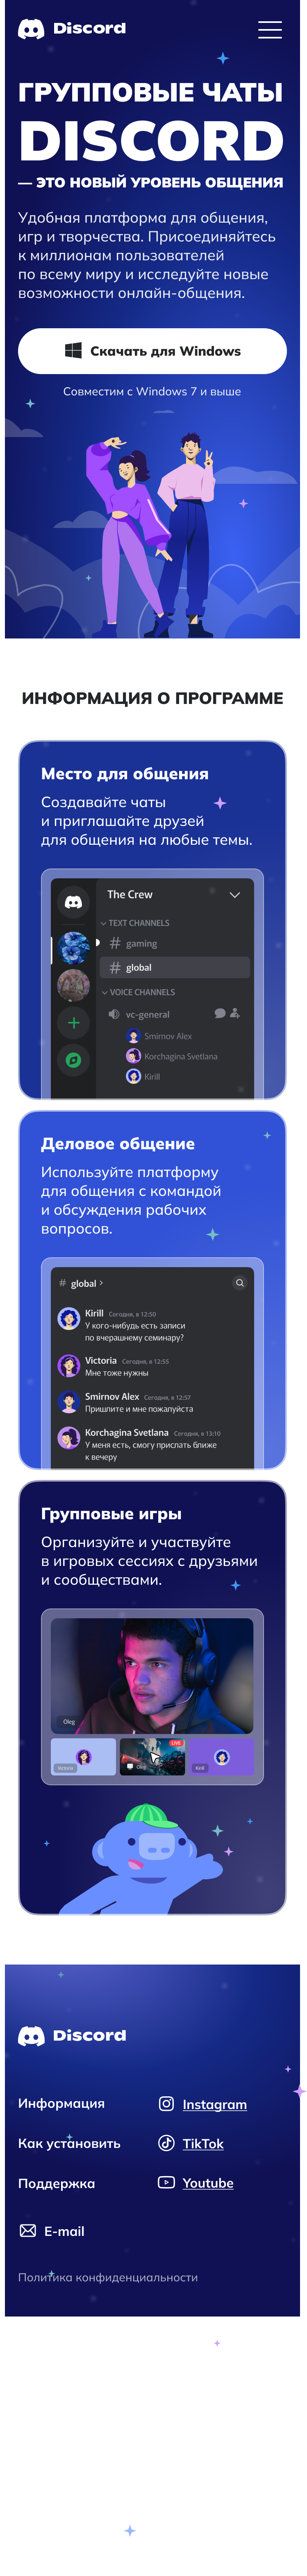 Discord
ГРУППОВЫЕ ЧАТЫ
DISCORD
— ЭТО НОВЫЙ УРОВЕНЬ ОБЩЕНИЯ
Удобная платформа для общения,
игр и творчества. Присоединяйтесь
к миллионам пользователей
по всему миру и исследуйте новые
возможности онлайн-общения.
Скачать для Windows
Совместим с Windows 7 и выше
ИНФОРМАЦИЯ О ПРОГРАММЕ
Место для общения
Создавайте чаты
и приглашайте друзей
для общения на любые темы.
The Crew
TEXT CHANNELS
# gaming
# global
VOICE CHANNELS
vc-general
Smirnov Alex
Korchagina Svetlana
Kirill
Деловое общение
Используйте платформу
для общения с командой
и обсуждения рабочих
вопросов.
# global >
Kirill Сегодня, в 12:50
У кого-нибудь есть записи
по вчерашнему семинару?
Victoria Сегодня, в 12:55
Мне тоже нужны
Smirnov Alex Сегодня, в 12:57
Пришлите и мне пожалуйста
Korchagina Svetlana Сегодня, в 13:10
У меня есть, смогу прислать ближе
к вечеру
Групповые игры
Организуйте и участвуйте
в игровых сессиях с друзьями
и сообществами.
Oleg
LIVE
Victoria
Oleg
Kirill
Discord
Информация
Instagram
Как установить
TikTok
Поддержка
Youtube
E-mail
Политика конфиденциальности